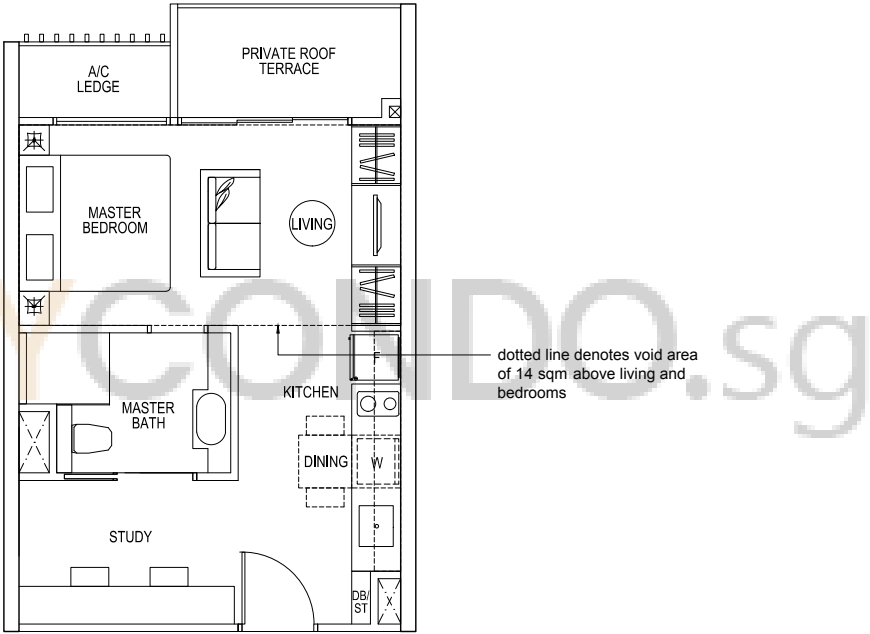 PRIVATE ROOF
TERRACE
A/C
LEDGE
MASTER
BEDROOM
LIVING
F
dotted line denotes void area
of 14 sqm above living and
bedrooms
YCONDO.sg
KITCHEN
MASTER
BATH
DINING
W
STUDY
DB/
ST
X